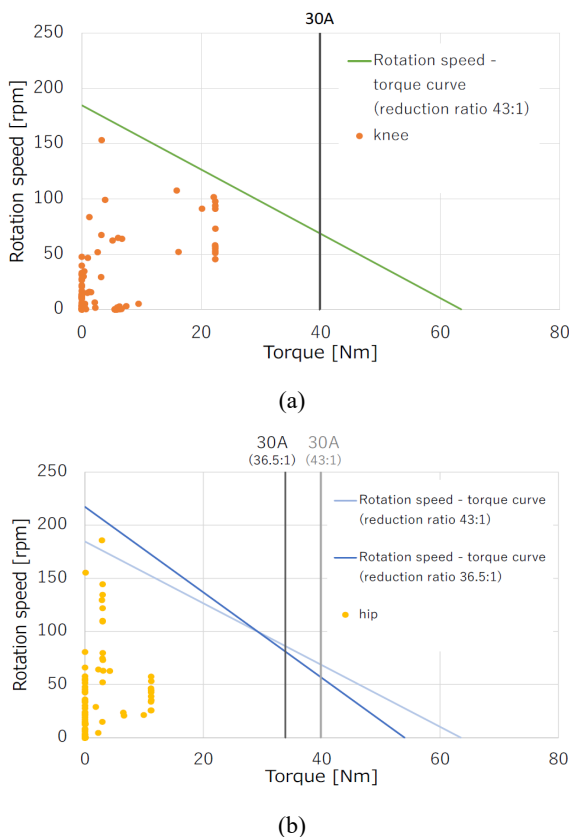 30A
250
200
150
100
50
0
Rotation speed [rpm]
Rotation speed -
torque curve
(reduction ratio 43:1)
knee
0 20 40 60 80
Torque [Nm]
(a)
30A 30A
(36.5:1) (43:1)
250
200
150
100
50
0
Rotation speed [rpm]
Rotation speed - torque curve
(reduction ratio 43:1)
Rotation speed - torque curve
(reduction ratio 36.5:1)
hip
0 20 40 60 80
Torque [Nm]
(b)